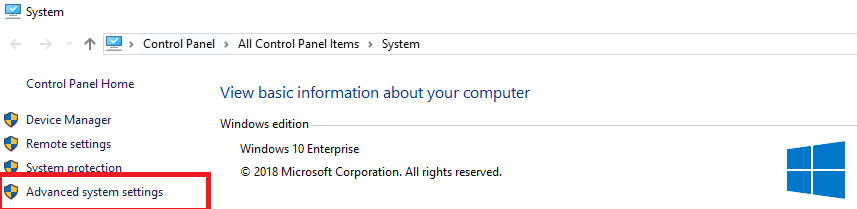 System
Control Panel > All Control Panel Items > System
Control Panel Home
Device Manager
Remote settings
System protection
Advanced system settings
View basic information about your computer
Windows edition
Windows 10 Enterprise
© 2018 Microsoft Corporation. All rights reserved.